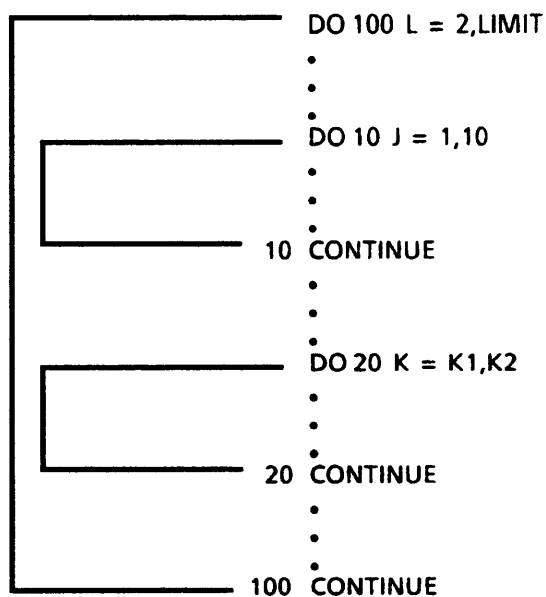 DO 100 L = 2,LIMIT
DO 10 J = 1,10
10 CONTINUE
DO 20 K = K1,K2
20 CONTINUE
100 CONTINUE